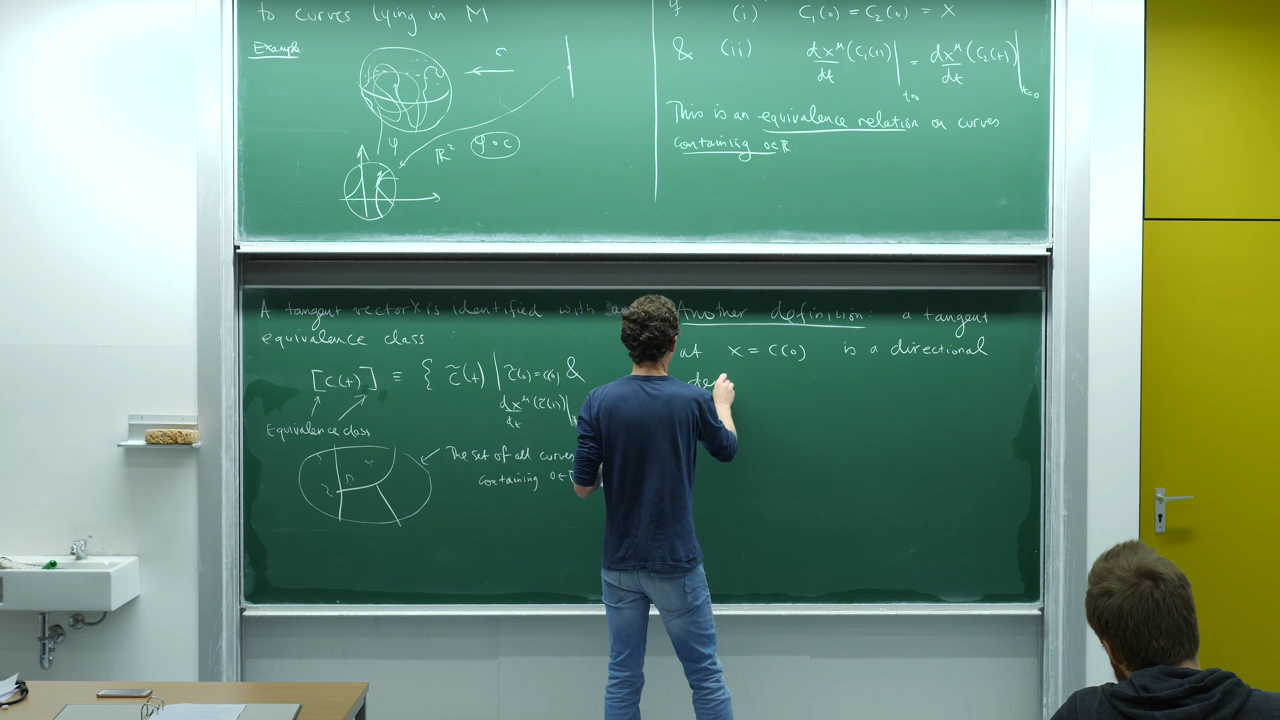 to curves lying in M
Example
c
φ
ℝ² φ∘c
(i) C₁(0) = C₂(0) = x
& (ii) dx^μ/dt (C₁(t))|_{t=0} = dx^μ/dt (C₂(t))|_{t=0}
This is an equivalence relation on curves
containing 0∈ℝ.
A tangent vector X is identified with an
equivalence class :
[C(t)] ≡ { c̃(t) | c̃(0) = c(0) &
dx^μ/dt (c̃(t))|
Equivalence class
The set of all curves
containing 0∈
Another definition: a tangent
at x = C(0) is a directional
de